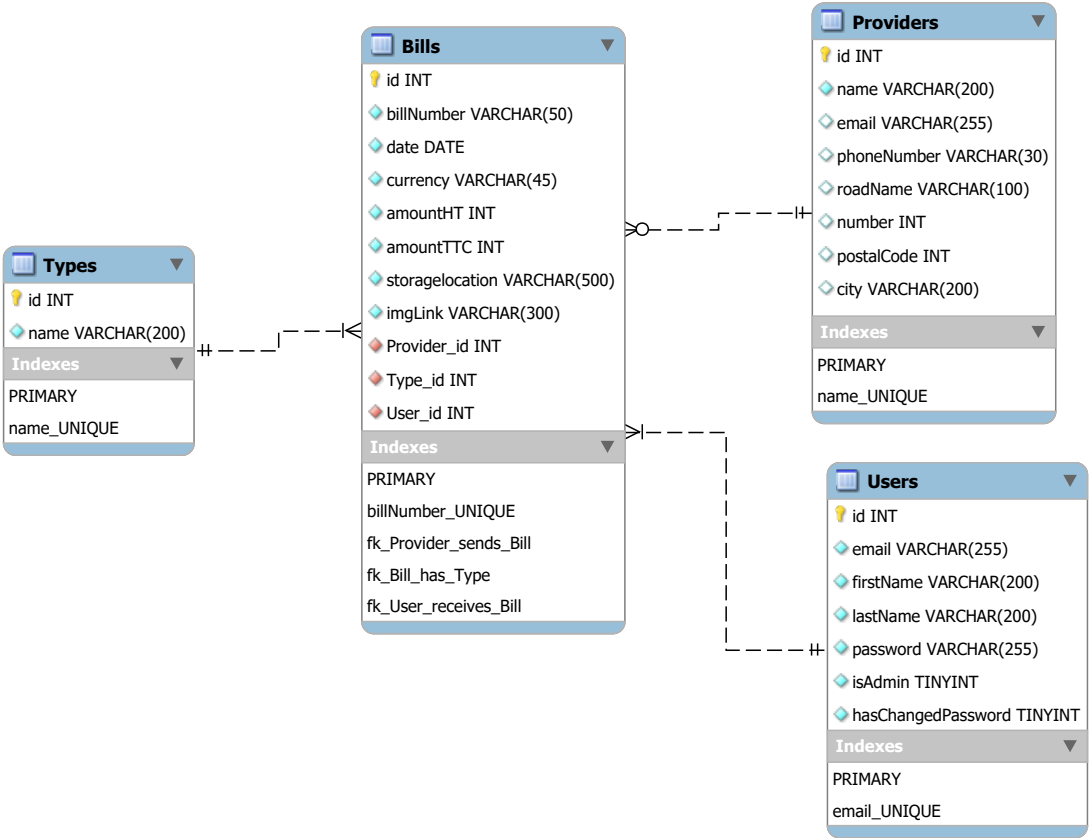 Types
id INT
name VARCHAR(200)
Indexes
PRIMARY
name_UNIQUE
Bills
id INT
billNumber VARCHAR(50)
date DATE
currency VARCHAR(45)
amountHT INT
amountTTC INT
storagelocation VARCHAR(500)
imgLink VARCHAR(300)
Provider_id INT
Type_id INT
User_id INT
Indexes
PRIMARY
billNumber_UNIQUE
fk_Provider_sends_Bill
fk_Bill_has_Type
fk_User_receives_Bill
Providers
id INT
name VARCHAR(200)
email VARCHAR(255)
phoneNumber VARCHAR(30)
roadName VARCHAR(100)
number INT
postalCode INT
city VARCHAR(200)
Indexes
PRIMARY
name_UNIQUE
Users
id INT
email VARCHAR(255)
firstName VARCHAR(200)
lastName VARCHAR(200)
password VARCHAR(255)
isAdmin TINYINT
hasChangedPassword TINYINT
Indexes
PRIMARY
email_UNIQUE